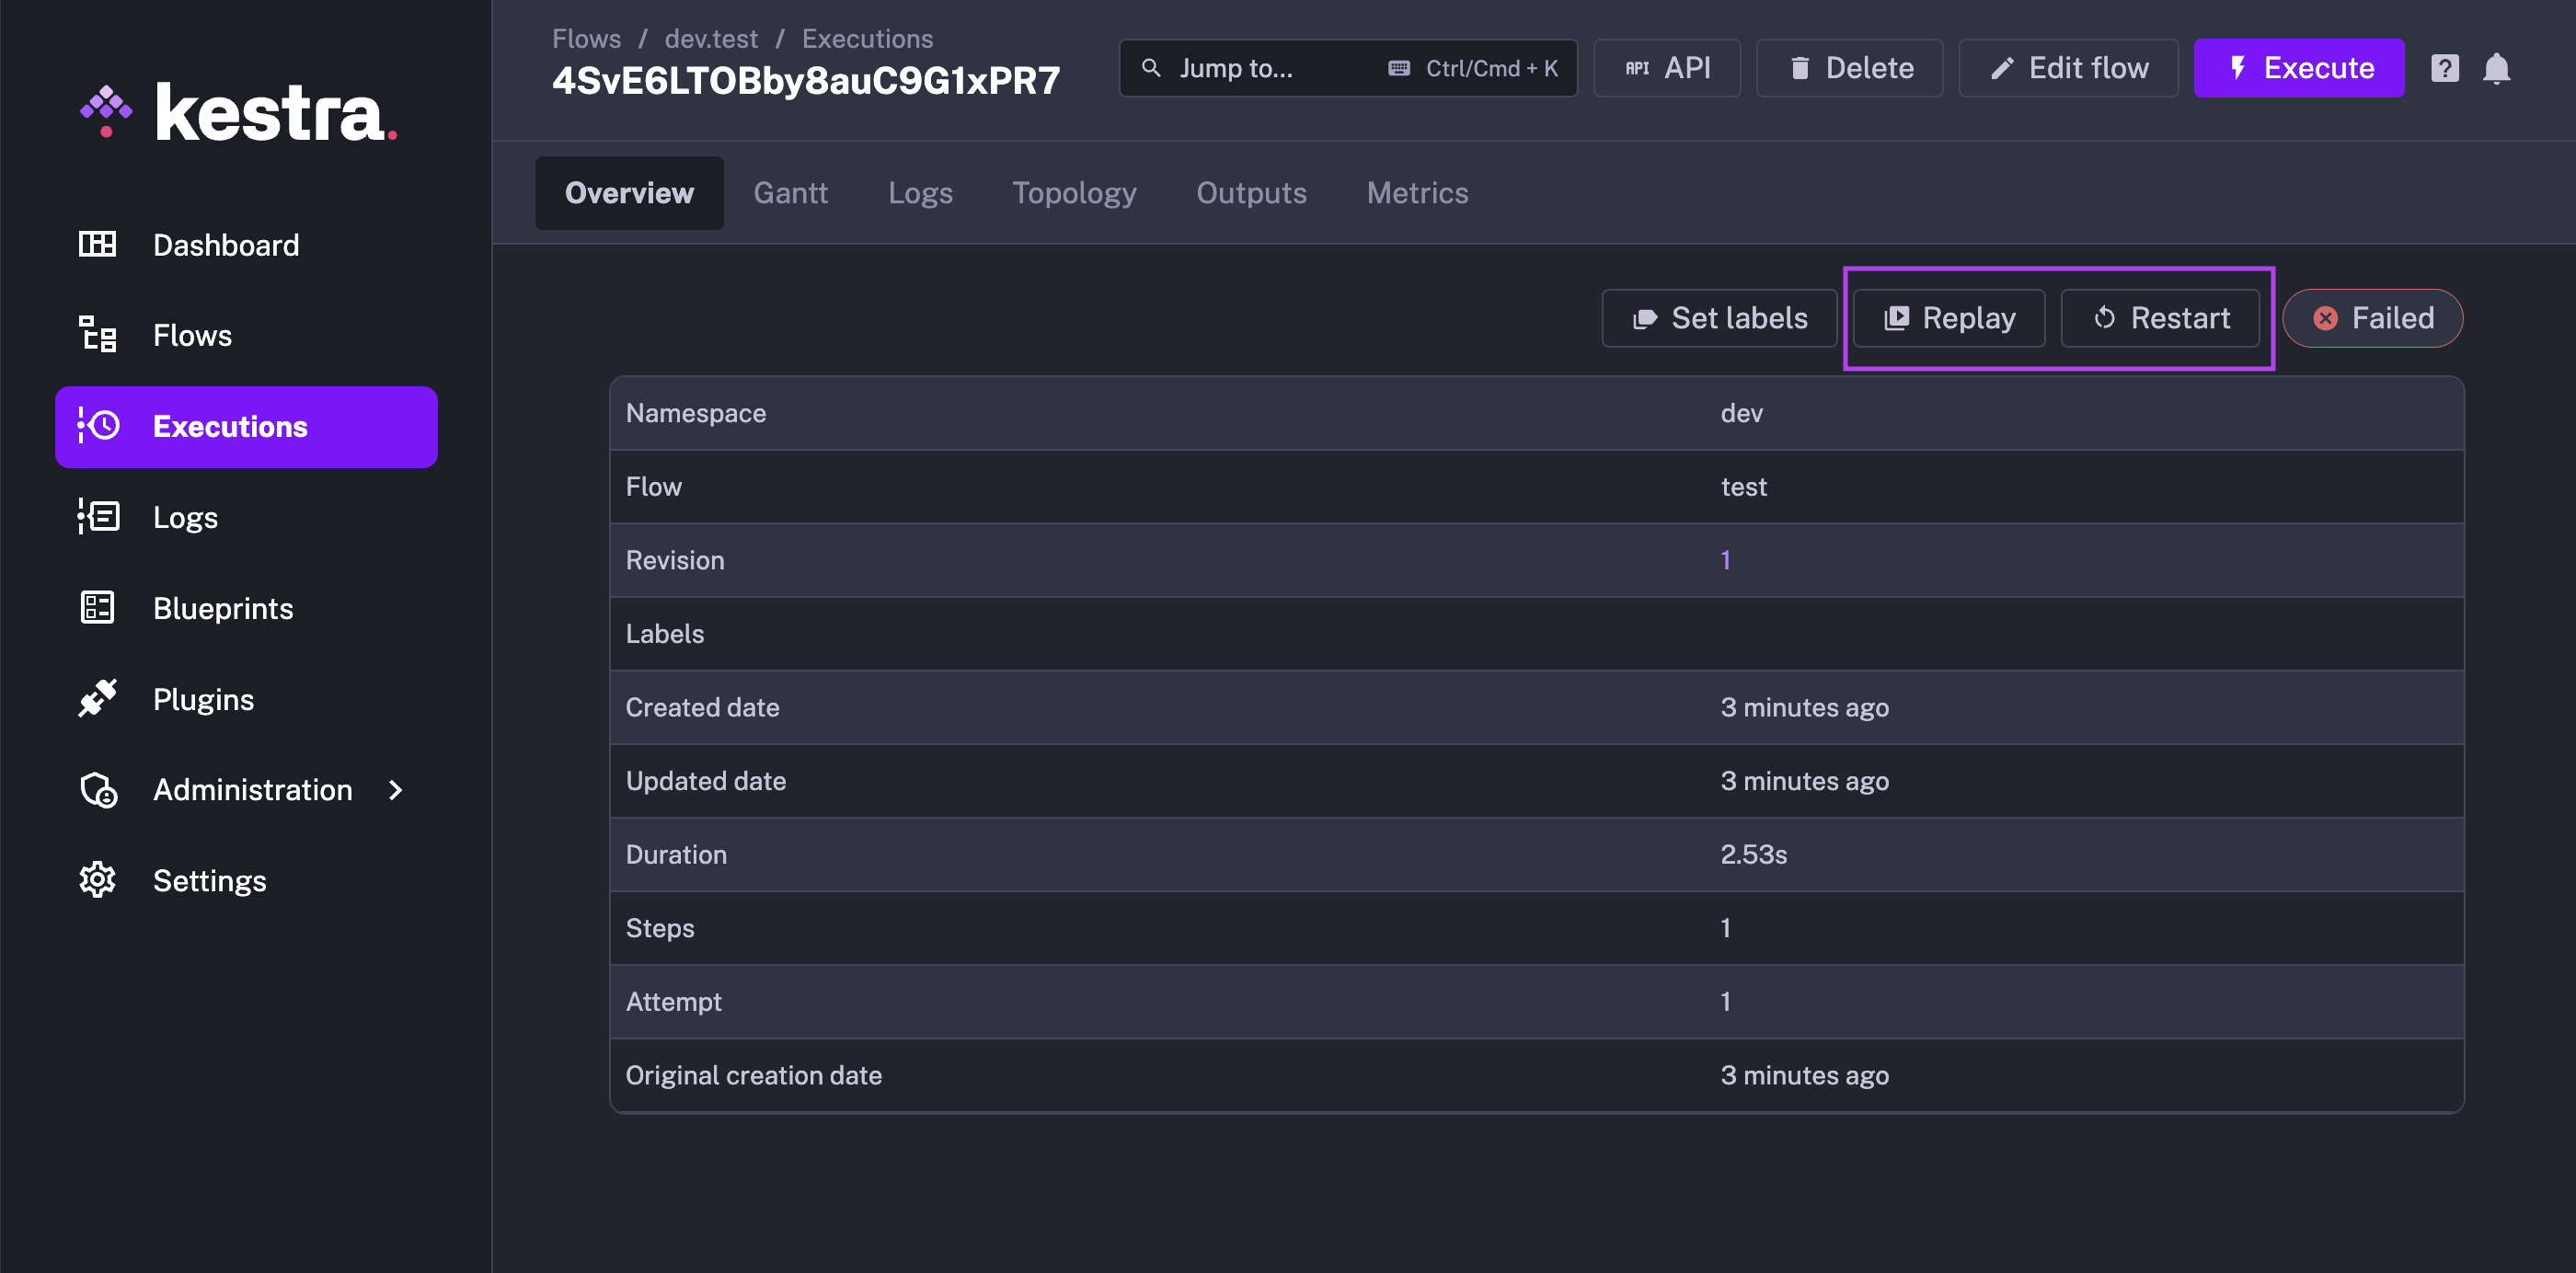 kestra.
Dashboard
Flows
Executions
Logs
Blueprints
Plugins
Administration
Settings
Flows / dev.test / Executions
4SvE6LTOBby8auC9G1xPR7
Jump to... Ctrl/Cmd + K
API API
Delete
Edit flow
Execute
?
Overview Gantt Logs Topology Outputs Metrics
Set labels Replay Restart Failed
Namespace dev
Flow test
Revision 1
Labels
Created date 3 minutes ago
Updated date 3 minutes ago
Duration 2.53s
Steps 1
Attempt 1
Original creation date 3 minutes ago